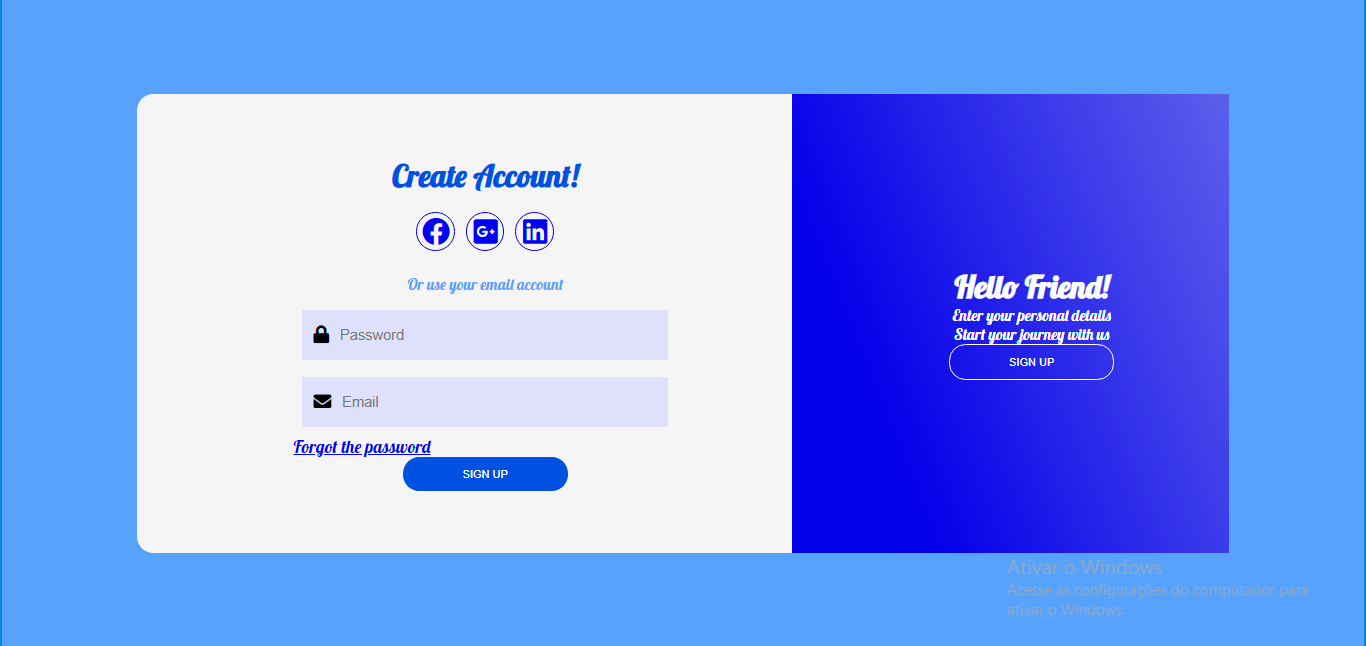 Create Account!
Or use your email account
Password
Email
Forgot the password
SIGN UP
Hello Friend!
Enter your personal details
Start your journey with us
SIGN UP
Ativar o Windows
Acesse as configurações do computador para
ativar o Windows.